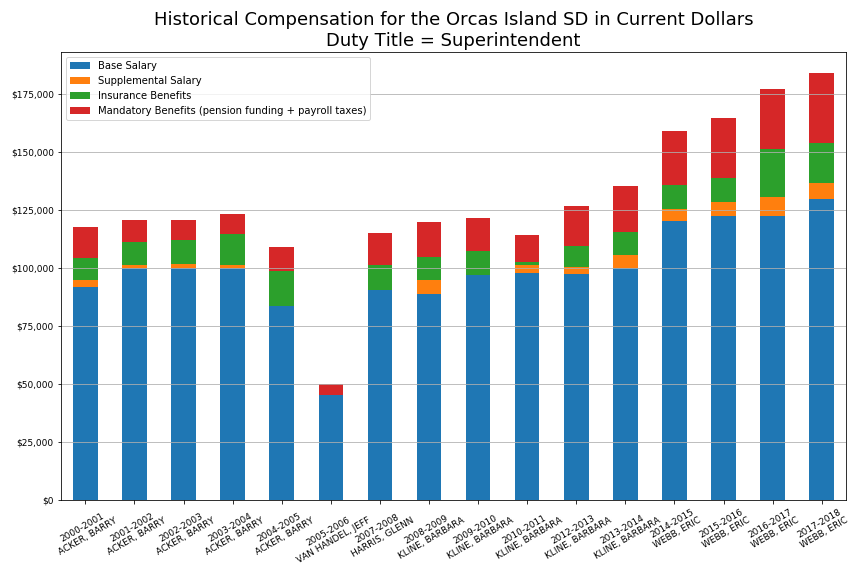 Historical Compensation for the Orcas Island SD in Current Dollars
Duty Title = Superintendent
Base Salary
Supplemental Salary
Insurance Benefits
Mandatory Benefits (pension funding + payroll taxes)
$175,000
$150,000
$125,000
$100,000
$75,000
$50,000
$25,000
$0
2000-2001
ACKER, BARRY
2001-2002
ACKER, BARRY
2002-2003
ACKER, BARRY
2003-2004
ACKER, BARRY
2004-2005
ACKER, BARRY
2005-2006
VAN HANDEL, JEFF
2007-2008
HARRIS, GLENN
2008-2009
KLINE, BARBARA
2009-2010
KLINE, BARBARA
2010-2011
KLINE, BARBARA
2012-2013
KLINE, BARBARA
2013-2014
KLINE, BARBARA
2014-2015
WEBB, ERIC
2015-2016
WEBB, ERIC
2016-2017
WEBB, ERIC
2017-2018
WEBB, ERIC